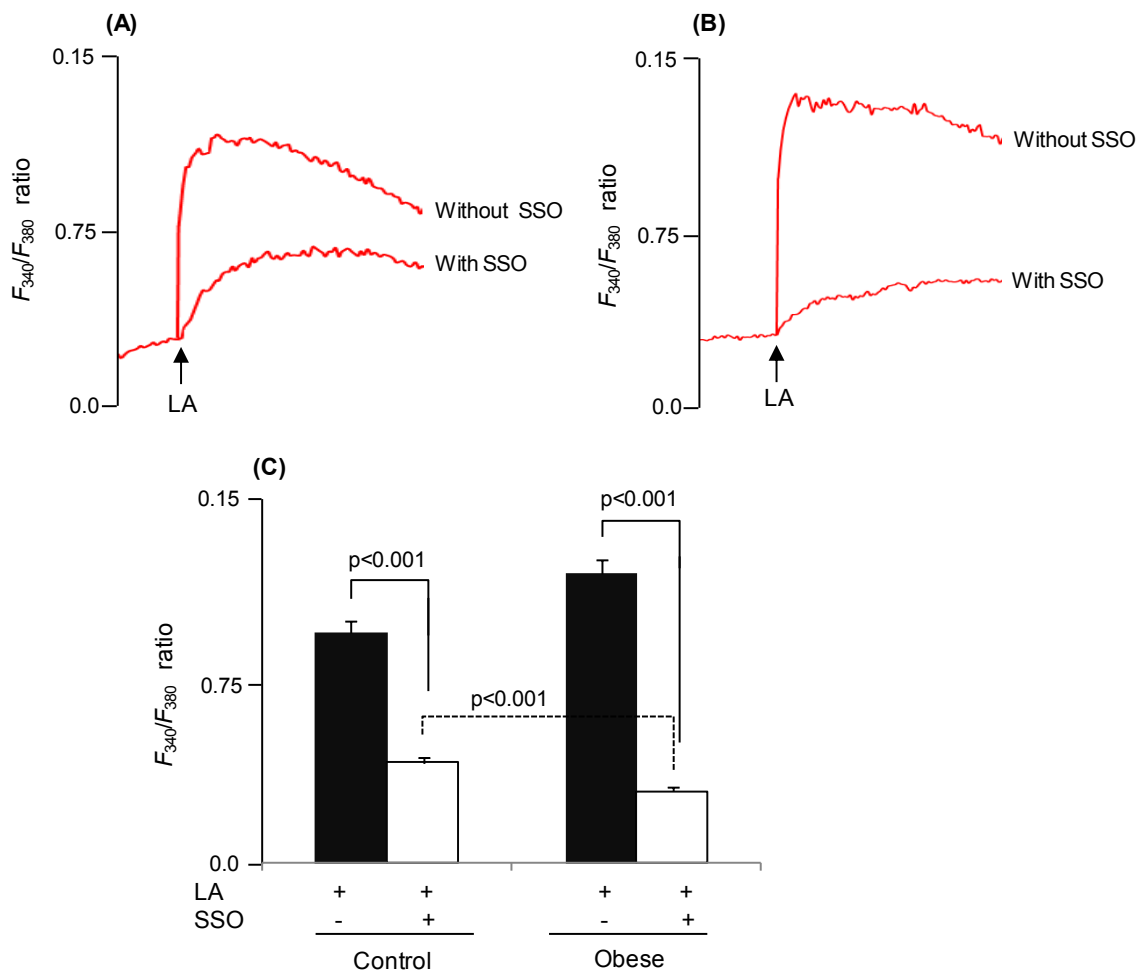 (A)
0.15
0.75
0.0
F340/F380 ratio
Without SSO
With SSO
LA
(B)
0.15
0.75
0.0
F340/F380 ratio
Without SSO
With SSO
LA
(C)
0.15
0.75
0.0
F340/F380 ratio
p<0.001
p<0.001
p<0.001
LA + + + +
SSO - + - +
Control Obese